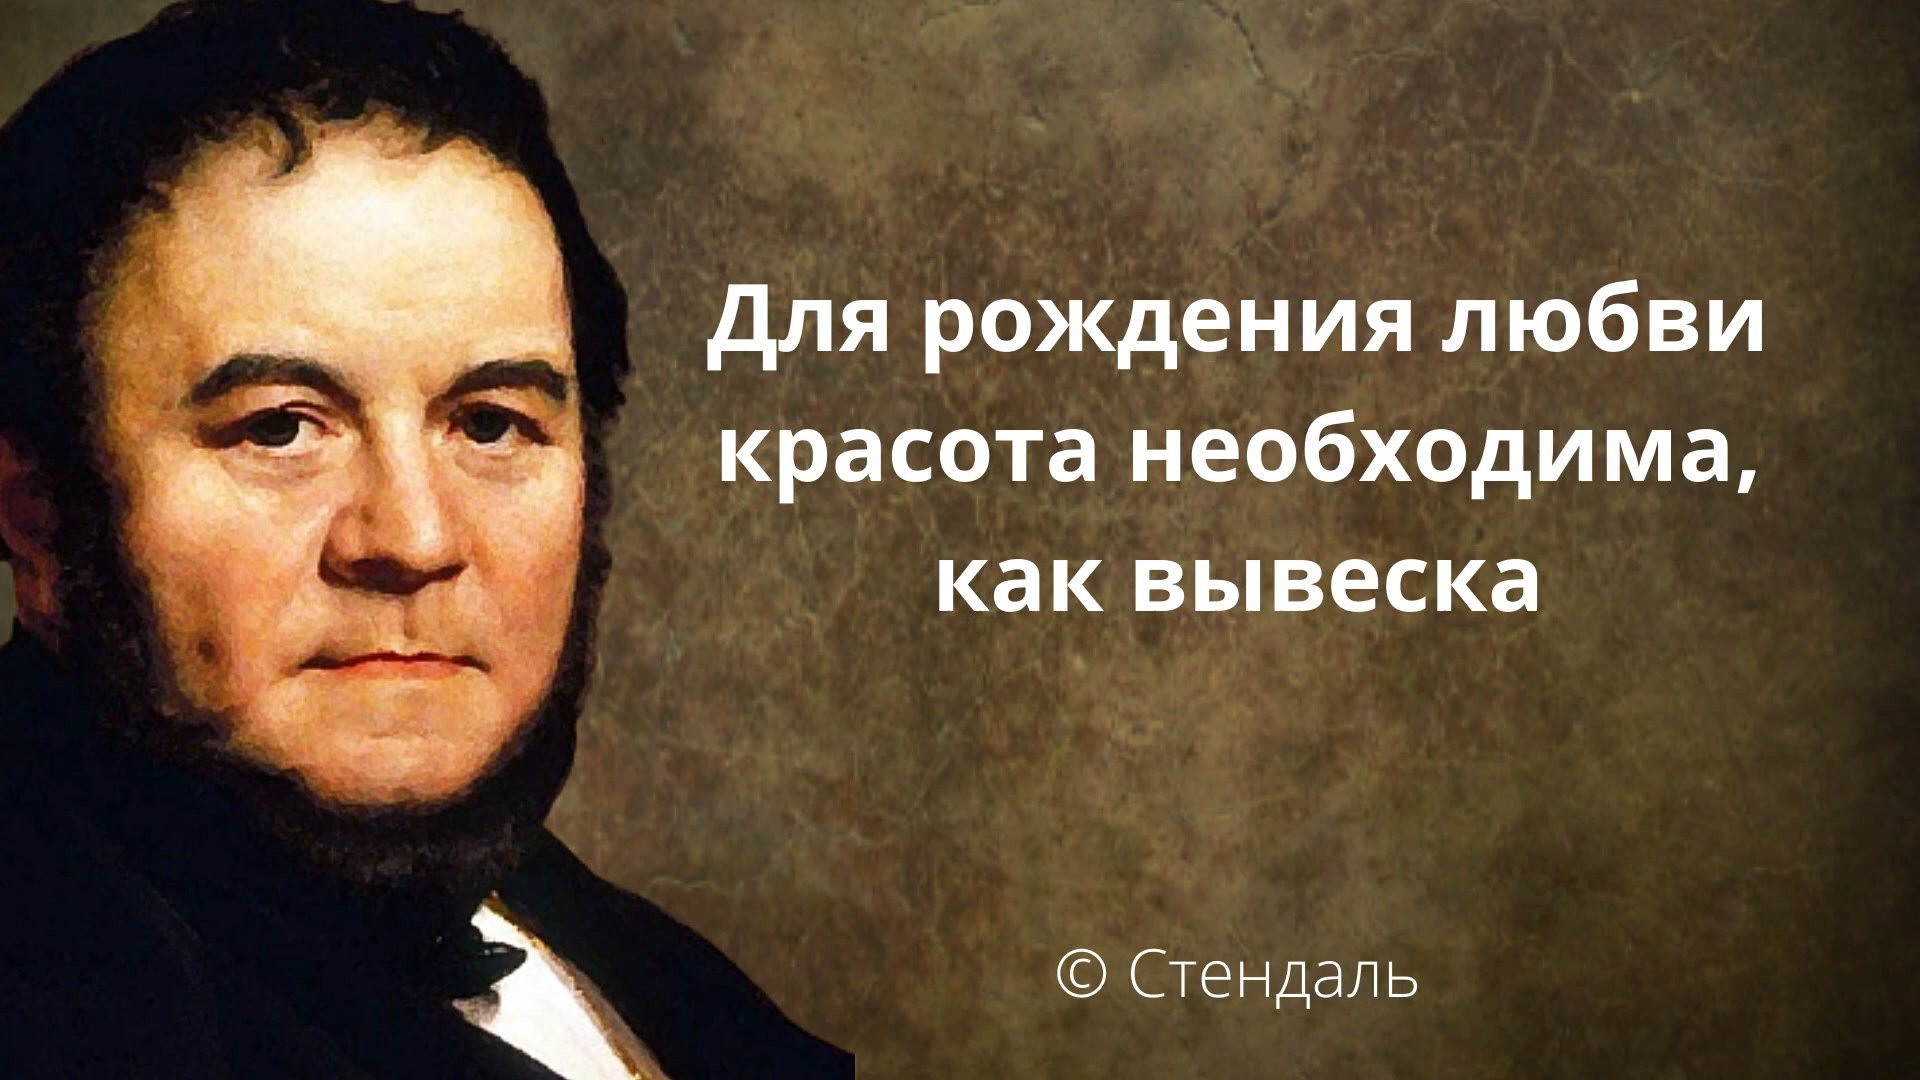 Для рождения любви
красота необходима,
как вывеска
© Стендаль